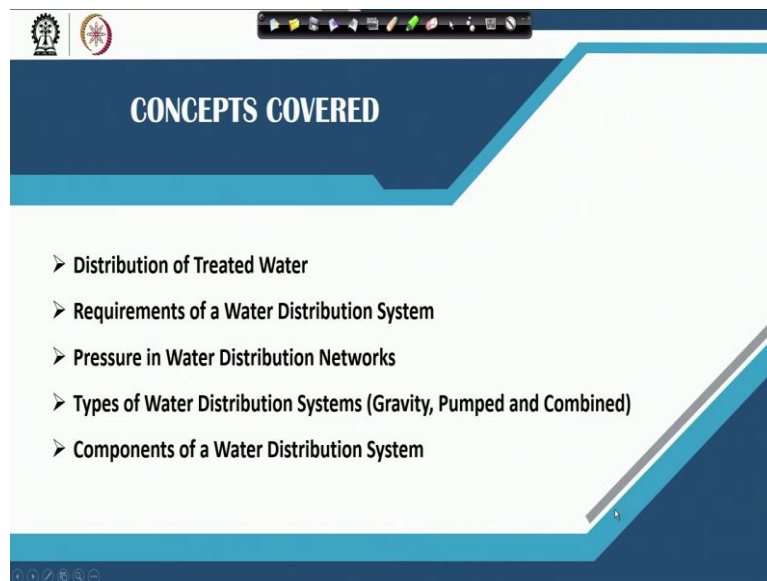 CONCEPTS COVERED
➢ Distribution of Treated Water
➢ Requirements of a Water Distribution System
➢ Pressure in Water Distribution Networks
➢ Types of Water Distribution Systems (Gravity, Pumped and Combined)
➢ Components of a Water Distribution System